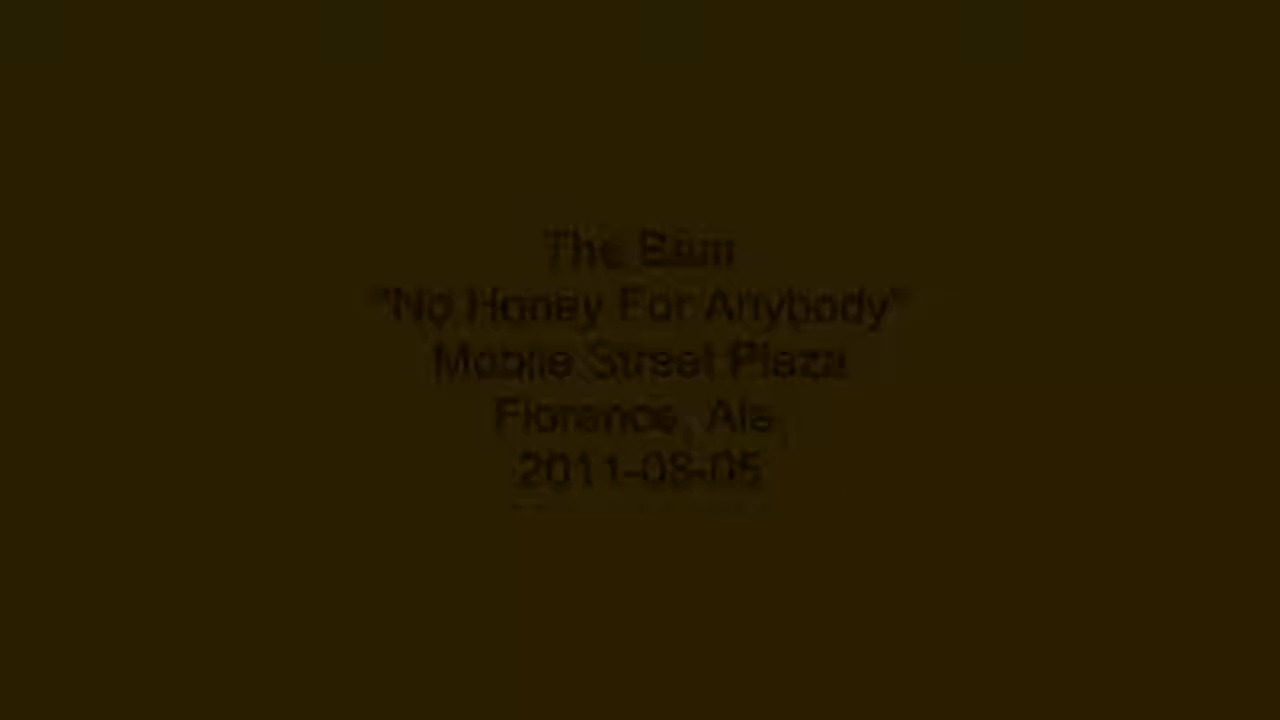 The Bam
"No Honey For Anybody"
Mobile Street Plaza
Florence, Ala
2011-08-05